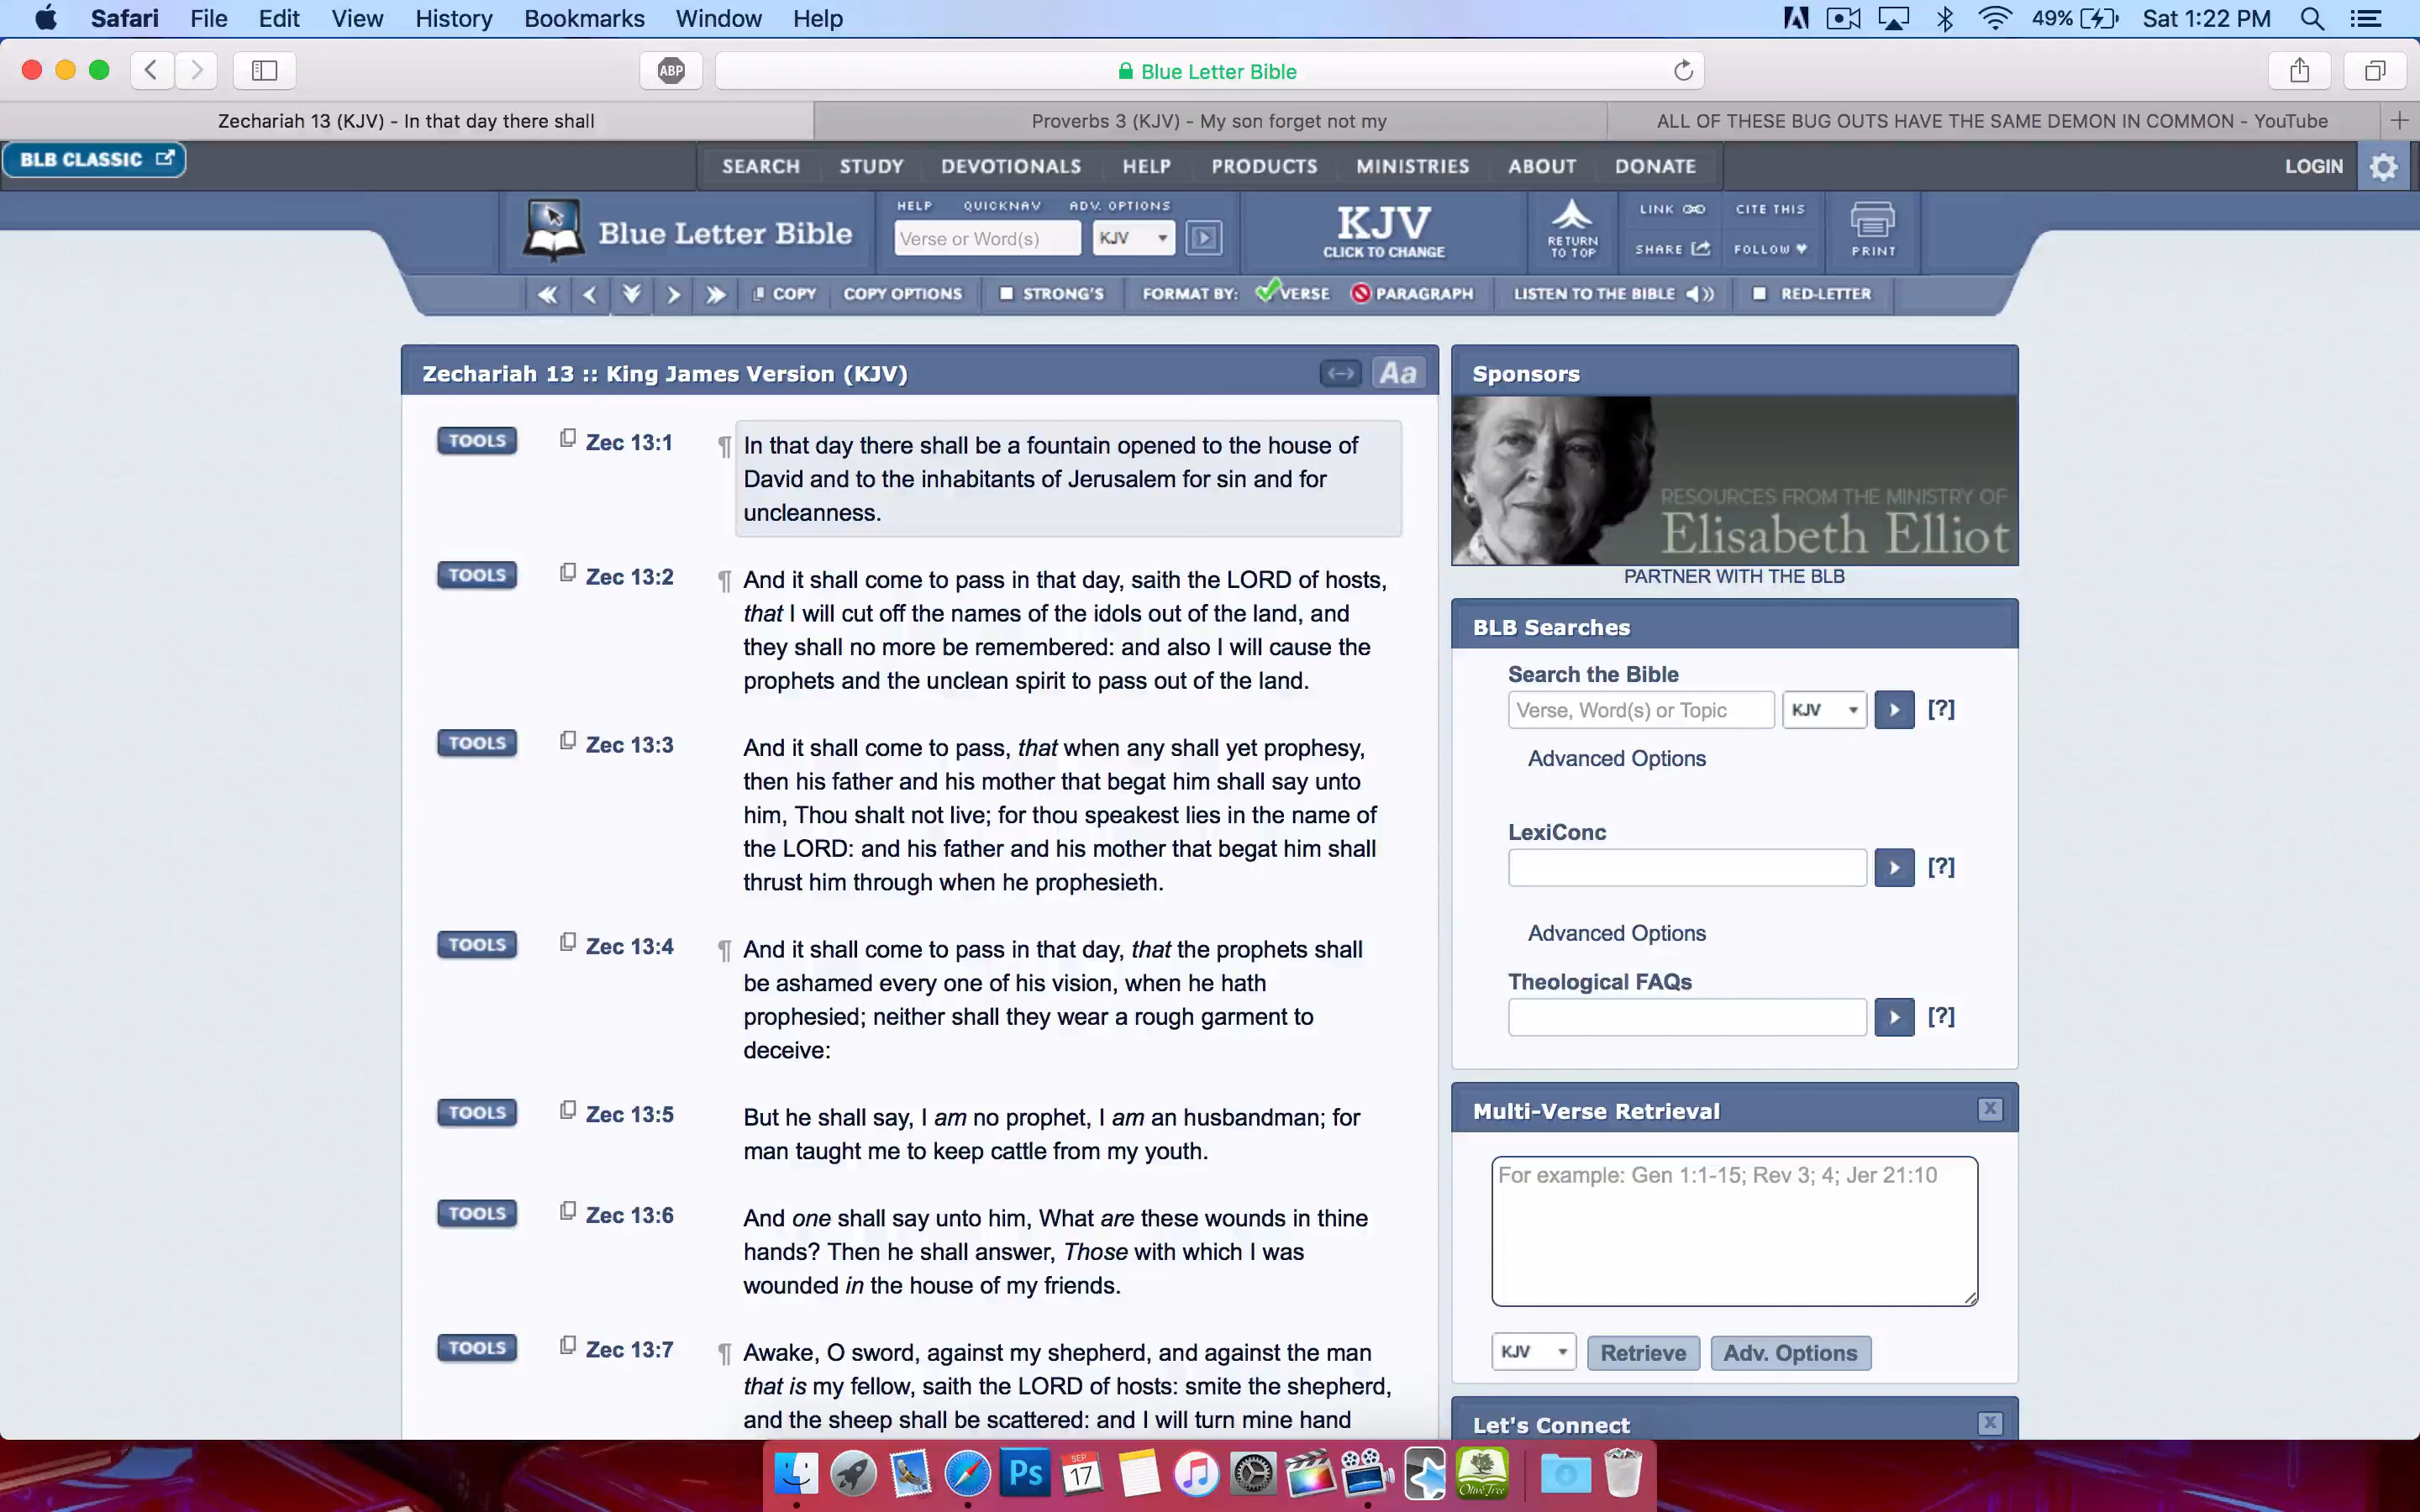 Safari File Edit View History Bookmarks Window Help 49% Sat 1:22 PM
ABP Blue Letter Bible
Zechariah 13 (KJV) - In that day there shall Proverbs 3 (KJV) - My son forget not my ALL OF THESE BUG OUTS HAVE THE SAME DEMON IN COMMON - YouTube
BLB CLASSIC SEARCH STUDY DEVOTIONALS HELP PRODUCTS MINISTRIES ABOUT DONATE LOGIN
HELP QUICKNAV ADV. OPTIONS
Blue Letter Bible
Verse or Word(s) KJV
KJV
CLICK TO CHANGE
RETURN
TO TOP
LINK CITE THIS
SHARE FOLLOW
PRINT
COPY COPY OPTIONS STRONG'S FORMAT BY: VERSE PARAGRAPH LISTEN TO THE BIBLE RED-LETTER
Zechariah 13 :: King James Version (KJV)
Aa
TOOLS Zec 13:1 ¶ In that day there shall be a fountain opened to the house of
David and to the inhabitants of Jerusalem for sin and for
uncleanness.
TOOLS Zec 13:2 ¶ And it shall come to pass in that day, saith the LORD of hosts,
that I will cut off the names of the idols out of the land, and
they shall no more be remembered: and also I will cause the
prophets and the unclean spirit to pass out of the land.
TOOLS Zec 13:3 And it shall come to pass, that when any shall yet prophesy,
then his father and his mother that begat him shall say unto
him, Thou shalt not live; for thou speakest lies in the name of
the LORD: and his father and his mother that begat him shall
thrust him through when he prophesieth.
TOOLS Zec 13:4 ¶ And it shall come to pass in that day, that the prophets shall
be ashamed every one of his vision, when he hath
prophesied; neither shall they wear a rough garment to
deceive:
TOOLS Zec 13:5 But he shall say, I am no prophet, I am an husbandman; for
man taught me to keep cattle from my youth.
TOOLS Zec 13:6 And one shall say unto him, What are these wounds in thine
hands? Then he shall answer, Those with which I was
wounded in the house of my friends.
TOOLS Zec 13:7 ¶ Awake, O sword, against my shepherd, and against the man
that is my fellow, saith the LORD of hosts: smite the shepherd,
and the sheep shall be scattered: and I will turn mine hand
Sponsors
RESOURCES FROM THE MINISTRY OF
Elisabeth Elliot
PARTNER WITH THE BLB
BLB Searches
Search the Bible
Verse, Word(s) or Topic KJV [?]
Advanced Options
LexiConc
[?]
Advanced Options
Theological FAQs
[?]
Multi-Verse Retrieval X
For example: Gen 1:1-15; Rev 3; 4; Jer 21:10
KJV Retrieve Adv. Options
Let's Connect X
Ps SEP 17 OliveTree